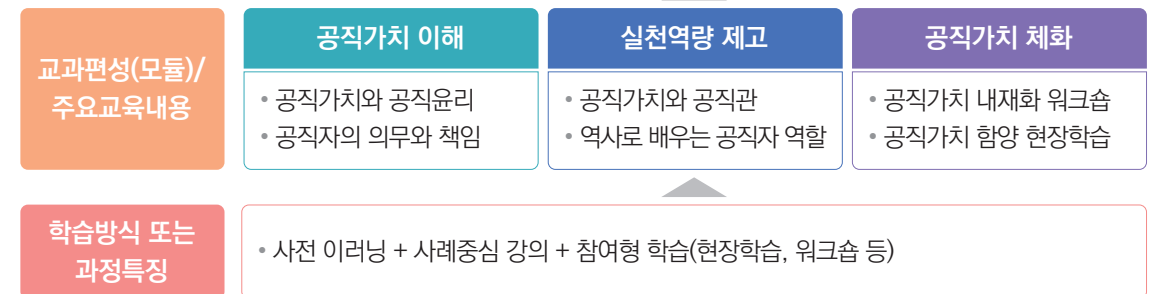 교과편성(모듈)/
주요교육내용
공직가치 이해
• 공직가치와 공직윤리
• 공직자의 의무와 책임
실천역량 제고
• 공직가치와 공직관
• 역사로 배우는 공직자 역할
공직가치 체화
• 공직가치 내재화 워크숍
• 공직가치 함양 현장학습
학습방식 또는
과정특징
• 사전 이러닝 + 사례중심 강의 + 참여형 학습(현장학습, 워크숍 등)